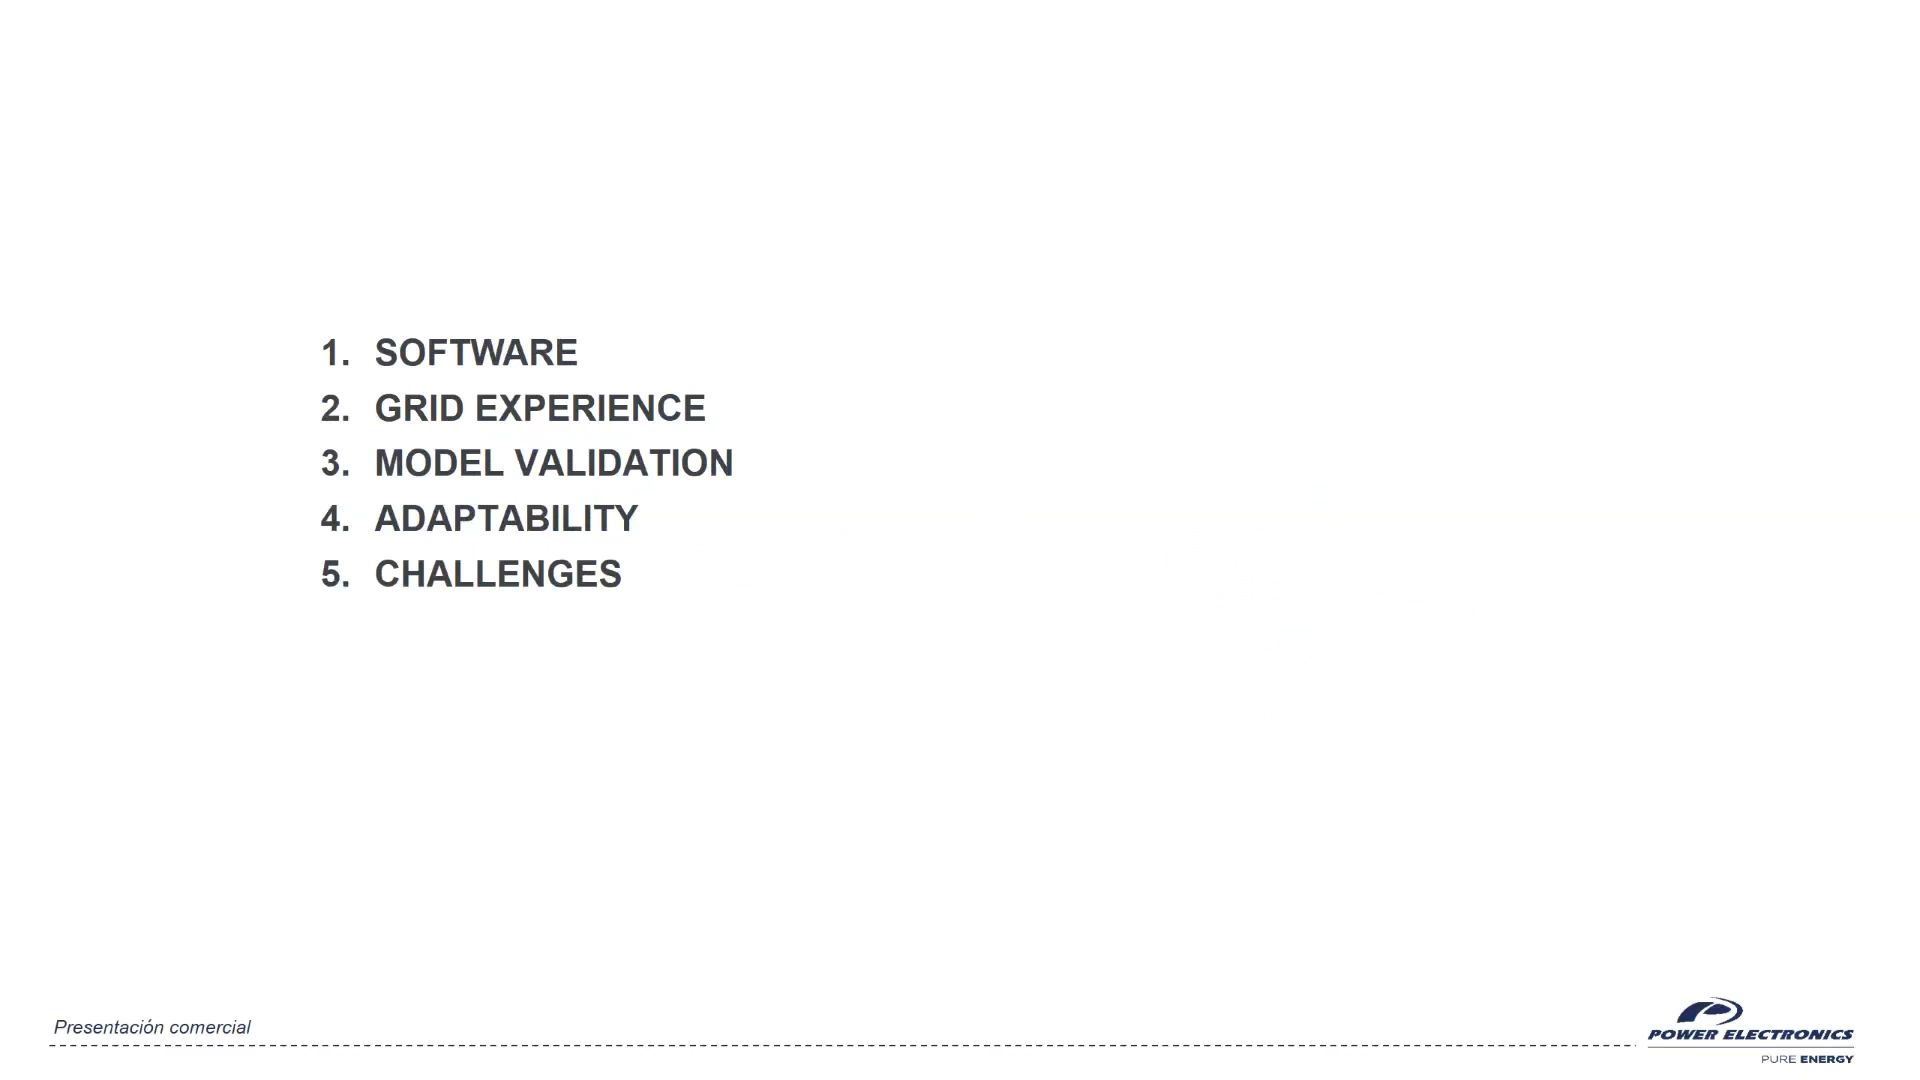 1. SOFTWARE
2. GRID EXPERIENCE
3. MODEL VALIDATION
4. ADAPTABILITY
5. CHALLENGES
Presentación comercial
POWER ELECTRONICS
PURE ENERGY